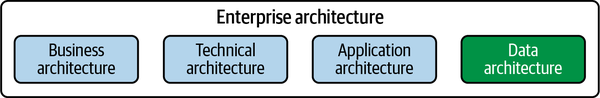 Enterprise architecture
Business
architecture
Technical
architecture
Application
architecture
Data
architecture